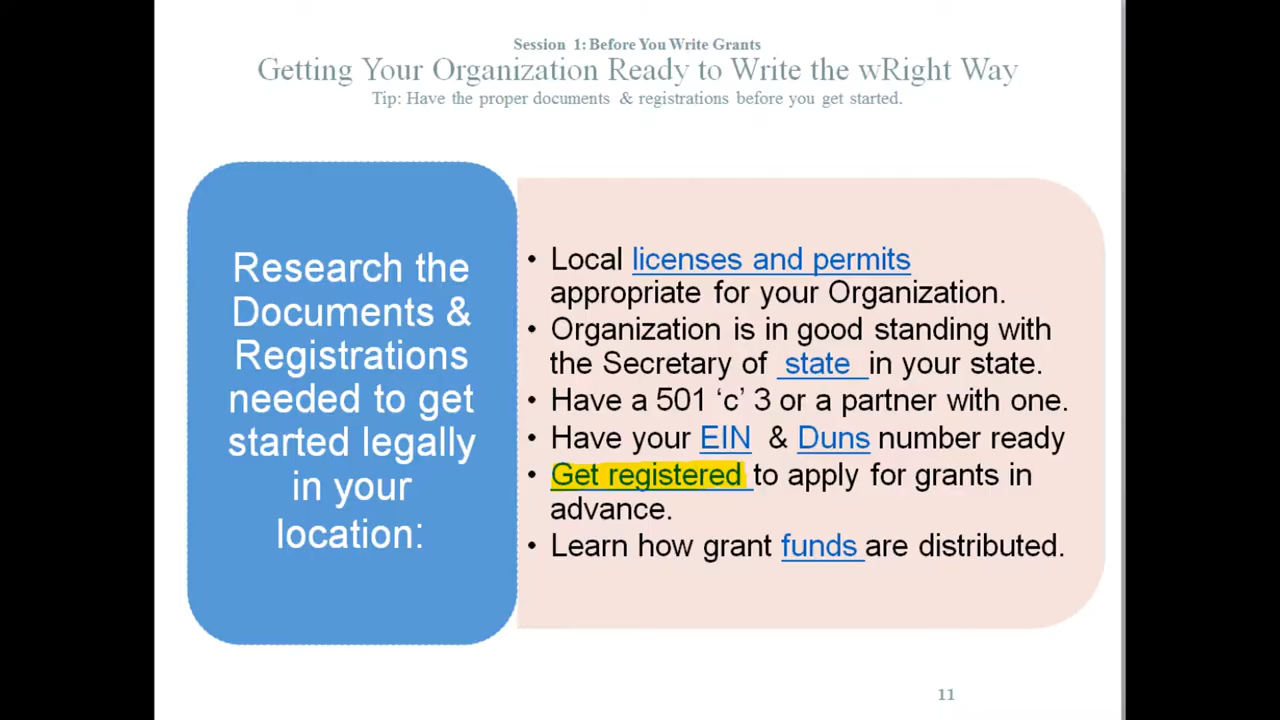 Session 1: Before You Write Grants
Getting Your Organization Ready to Write the wRight Way
Tip: Have the proper documents & registrations before you get started.
Research the
Documents &
Registrations
needed to get
started legally
in your
location:
• Local licenses and permits
appropriate for your Organization.
• Organization is in good standing with
the Secretary of state in your state.
• Have a 501 ‘c’ 3 or a partner with one.
• Have your EIN & Duns number ready
• Get registered to apply for grants in
advance.
• Learn how grant funds are distributed.
11